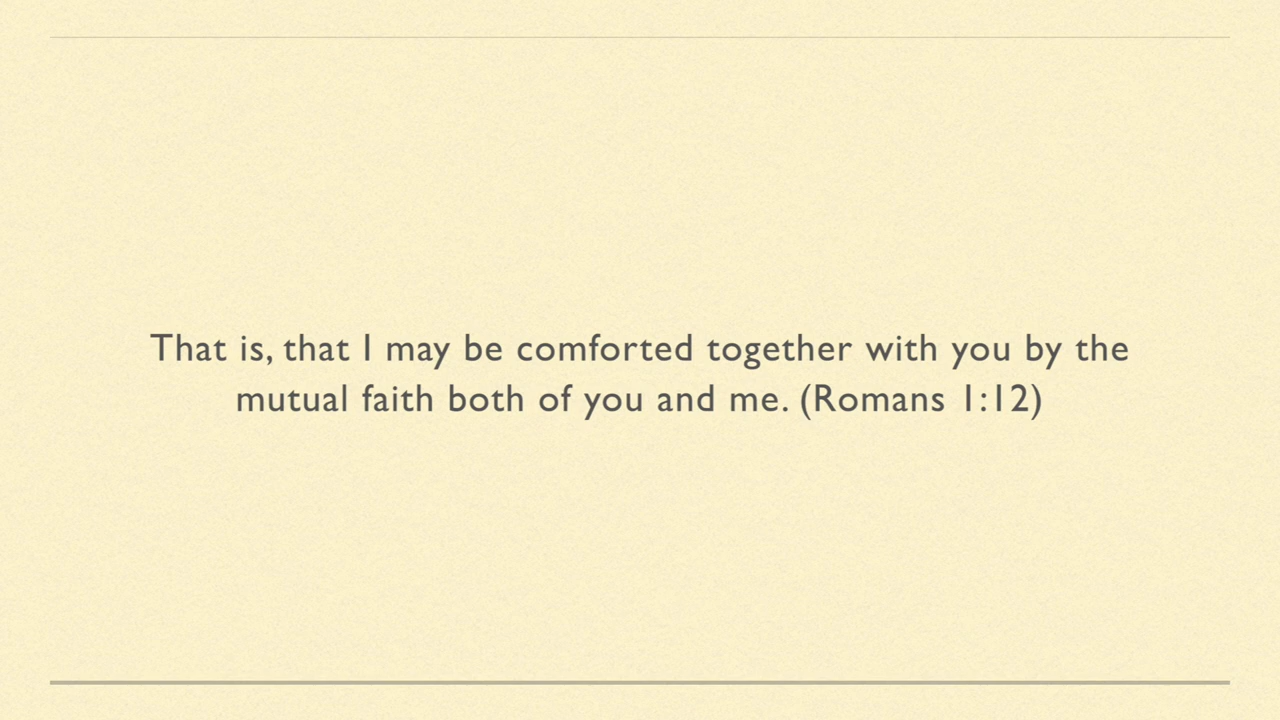 That is, that I may be comforted together with you by the
mutual faith both of you and me. (Romans 1:12)